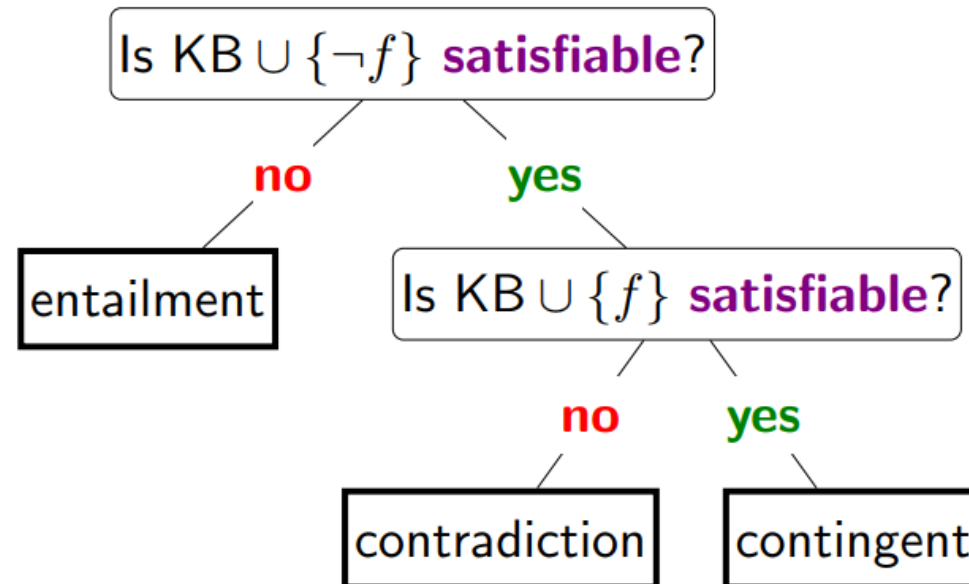 Is KB ∪ {¬f} satisfiable?
no
yes
entailment
Is KB ∪ {f} satisfiable?
no
yes
contradiction
contingent